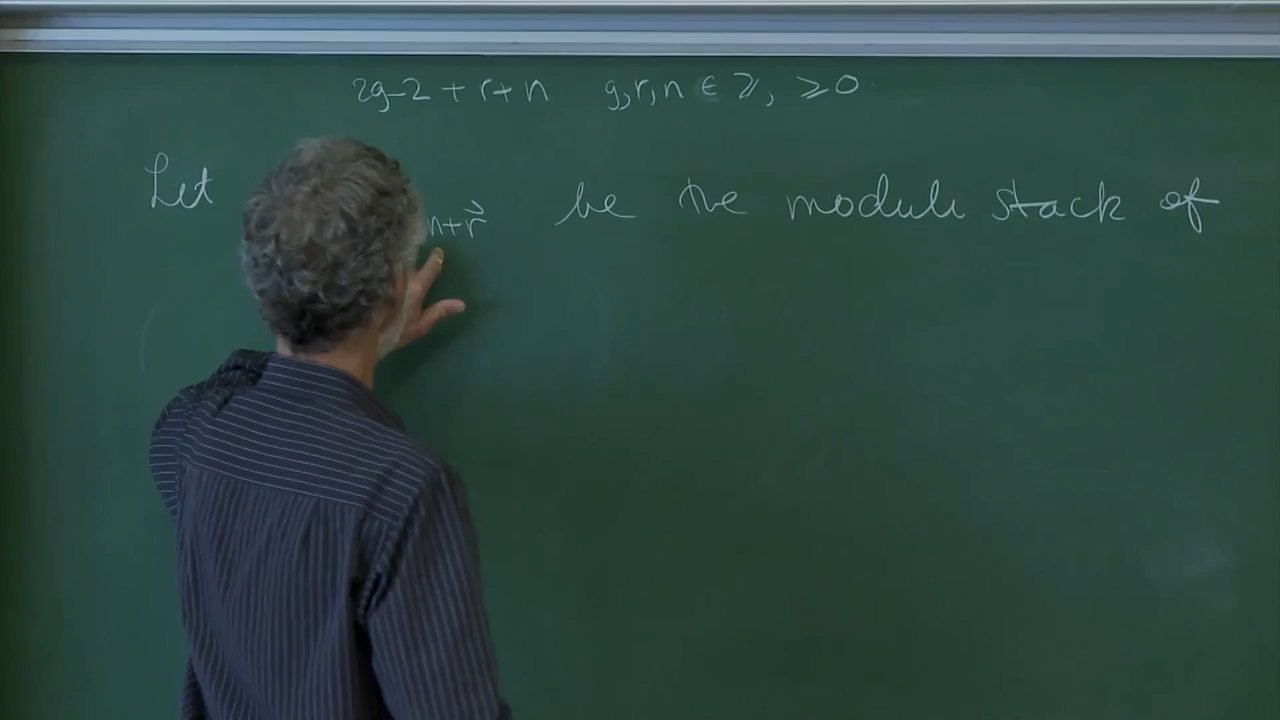 2g-2 + r+n g,r,n ∈ ℤ, ≥0
Let n+r⃗ be the moduli stack of